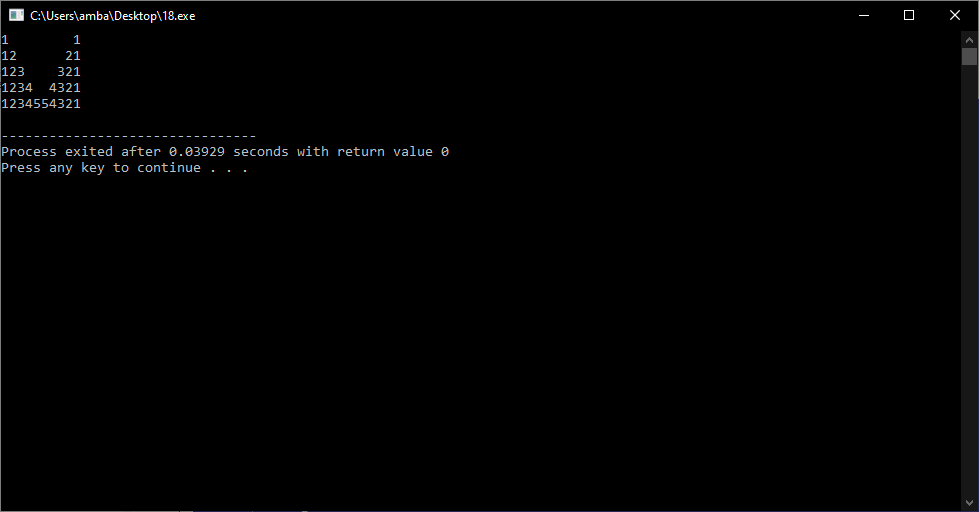 C:\Users\amba\Desktop\18.exe
1        1
12      21
123    321
1234  4321
1234554321
--------------------------------
Process exited after 0.03929 seconds with return value 0
Press any key to continue . . .